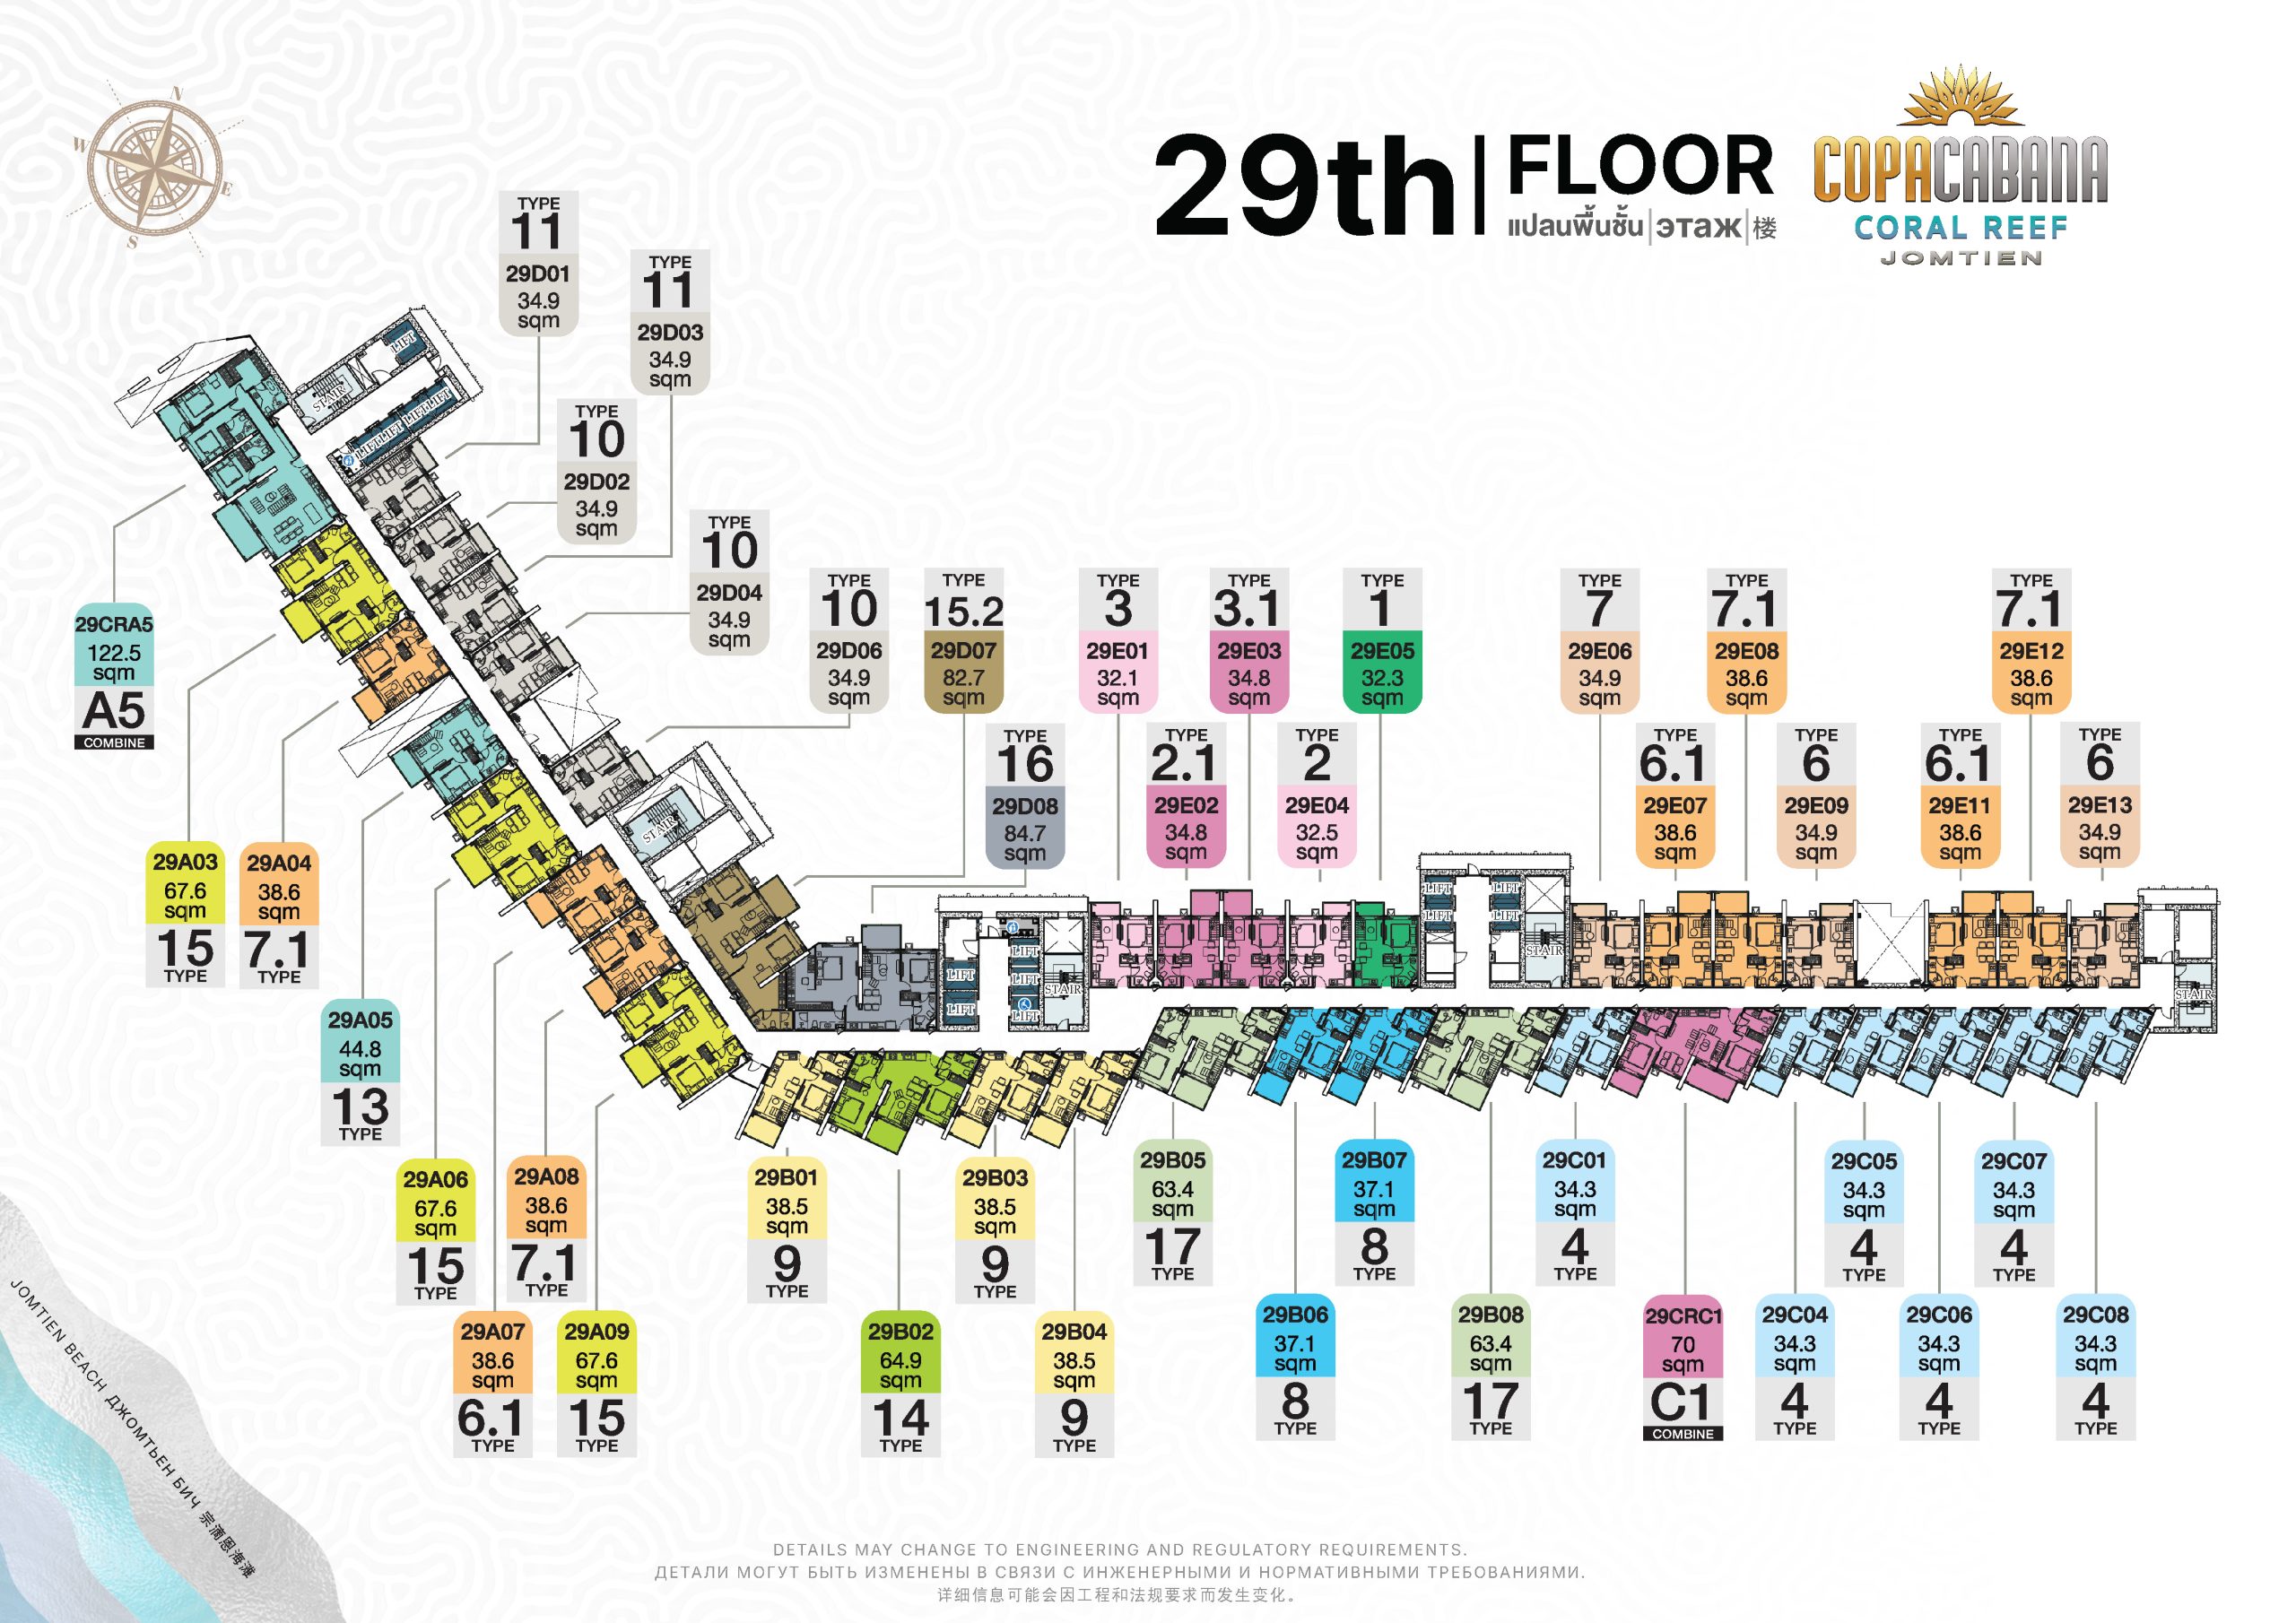 29th
FLOOR
แปลนพื้นชั้น|этаж|楼
COPACABANA
CORAL REEF
JOMTIEN
N
W
E
S
TYPE
11
29D01
34.9
sqm
TYPE
11
29D03
34.9
sqm
TYPE
10
29D02
34.9
sqm
TYPE
10
29D04
34.9
sqm
TYPE
10
29D06
34.9
sqm
TYPE
15.2
29D07
82.7
sqm
TYPE
16
29D08
84.7
sqm
TYPE
3
29E01
32.1
sqm
TYPE
2.1
29E02
34.8
sqm
TYPE
3.1
29E03
34.8
sqm
TYPE
2
29E04
32.5
sqm
TYPE
1
29E05
32.3
sqm
TYPE
7
29E06
34.9
sqm
TYPE
6.1
29E07
38.6
sqm
TYPE
7.1
29E08
38.6
sqm
TYPE
6
29E09
34.9
sqm
TYPE
6.1
29E11
38.6
sqm
TYPE
7.1
29E12
38.6
sqm
TYPE
6
29E13
34.9
sqm
LIFT
STAIR
LIFT LIFT LIFT LIFT
STAIR
LIFT
LIFT
LIFT
LIFT
LIFT
STAIR
LIFT
LIFT
LIFT
LIFT
STAIR
STAIR
29CRA5
122.5
sqm
A5
COMBINE
29A03
67.6
sqm
15
TYPE
29A04
38.6
sqm
7.1
TYPE
29A05
44.8
sqm
13
TYPE
29A06
67.6
sqm
15
TYPE
29A07
38.6
sqm
6.1
TYPE
29A08
38.6
sqm
7.1
TYPE
29A09
67.6
sqm
15
TYPE
29B01
38.5
sqm
9
TYPE
29B02
64.9
sqm
14
TYPE
29B03
38.5
sqm
9
TYPE
29B04
38.5
sqm
9
TYPE
29B05
63.4
sqm
17
TYPE
29B06
37.1
sqm
8
TYPE
29B07
37.1
sqm
8
TYPE
29B08
63.4
sqm
17
TYPE
29C01
34.3
sqm
4
TYPE
29CRC1
70
sqm
C1
COMBINE
29C04
34.3
sqm
4
TYPE
29C05
34.3
sqm
4
TYPE
29C06
34.3
sqm
4
TYPE
29C07
34.3
sqm
4
TYPE
29C08
34.3
sqm
4
TYPE
JOMTIEN BEACH ДЖОМТЬЕН БИЧ 宗滴恩海滩
DETAILS MAY CHANGE TO ENGINEERING AND REGULATORY REQUIREMENTS.
ДЕТАЛИ МОГУТ БЫТЬ ИЗМЕНЕНЫ В СВЯЗИ С ИНЖЕНЕРНЫМИ И НОРМАТИВНЫМИ ТРЕБОВАНИЯМИ.
详细信息可能会因工程和法规要求而发生变化。